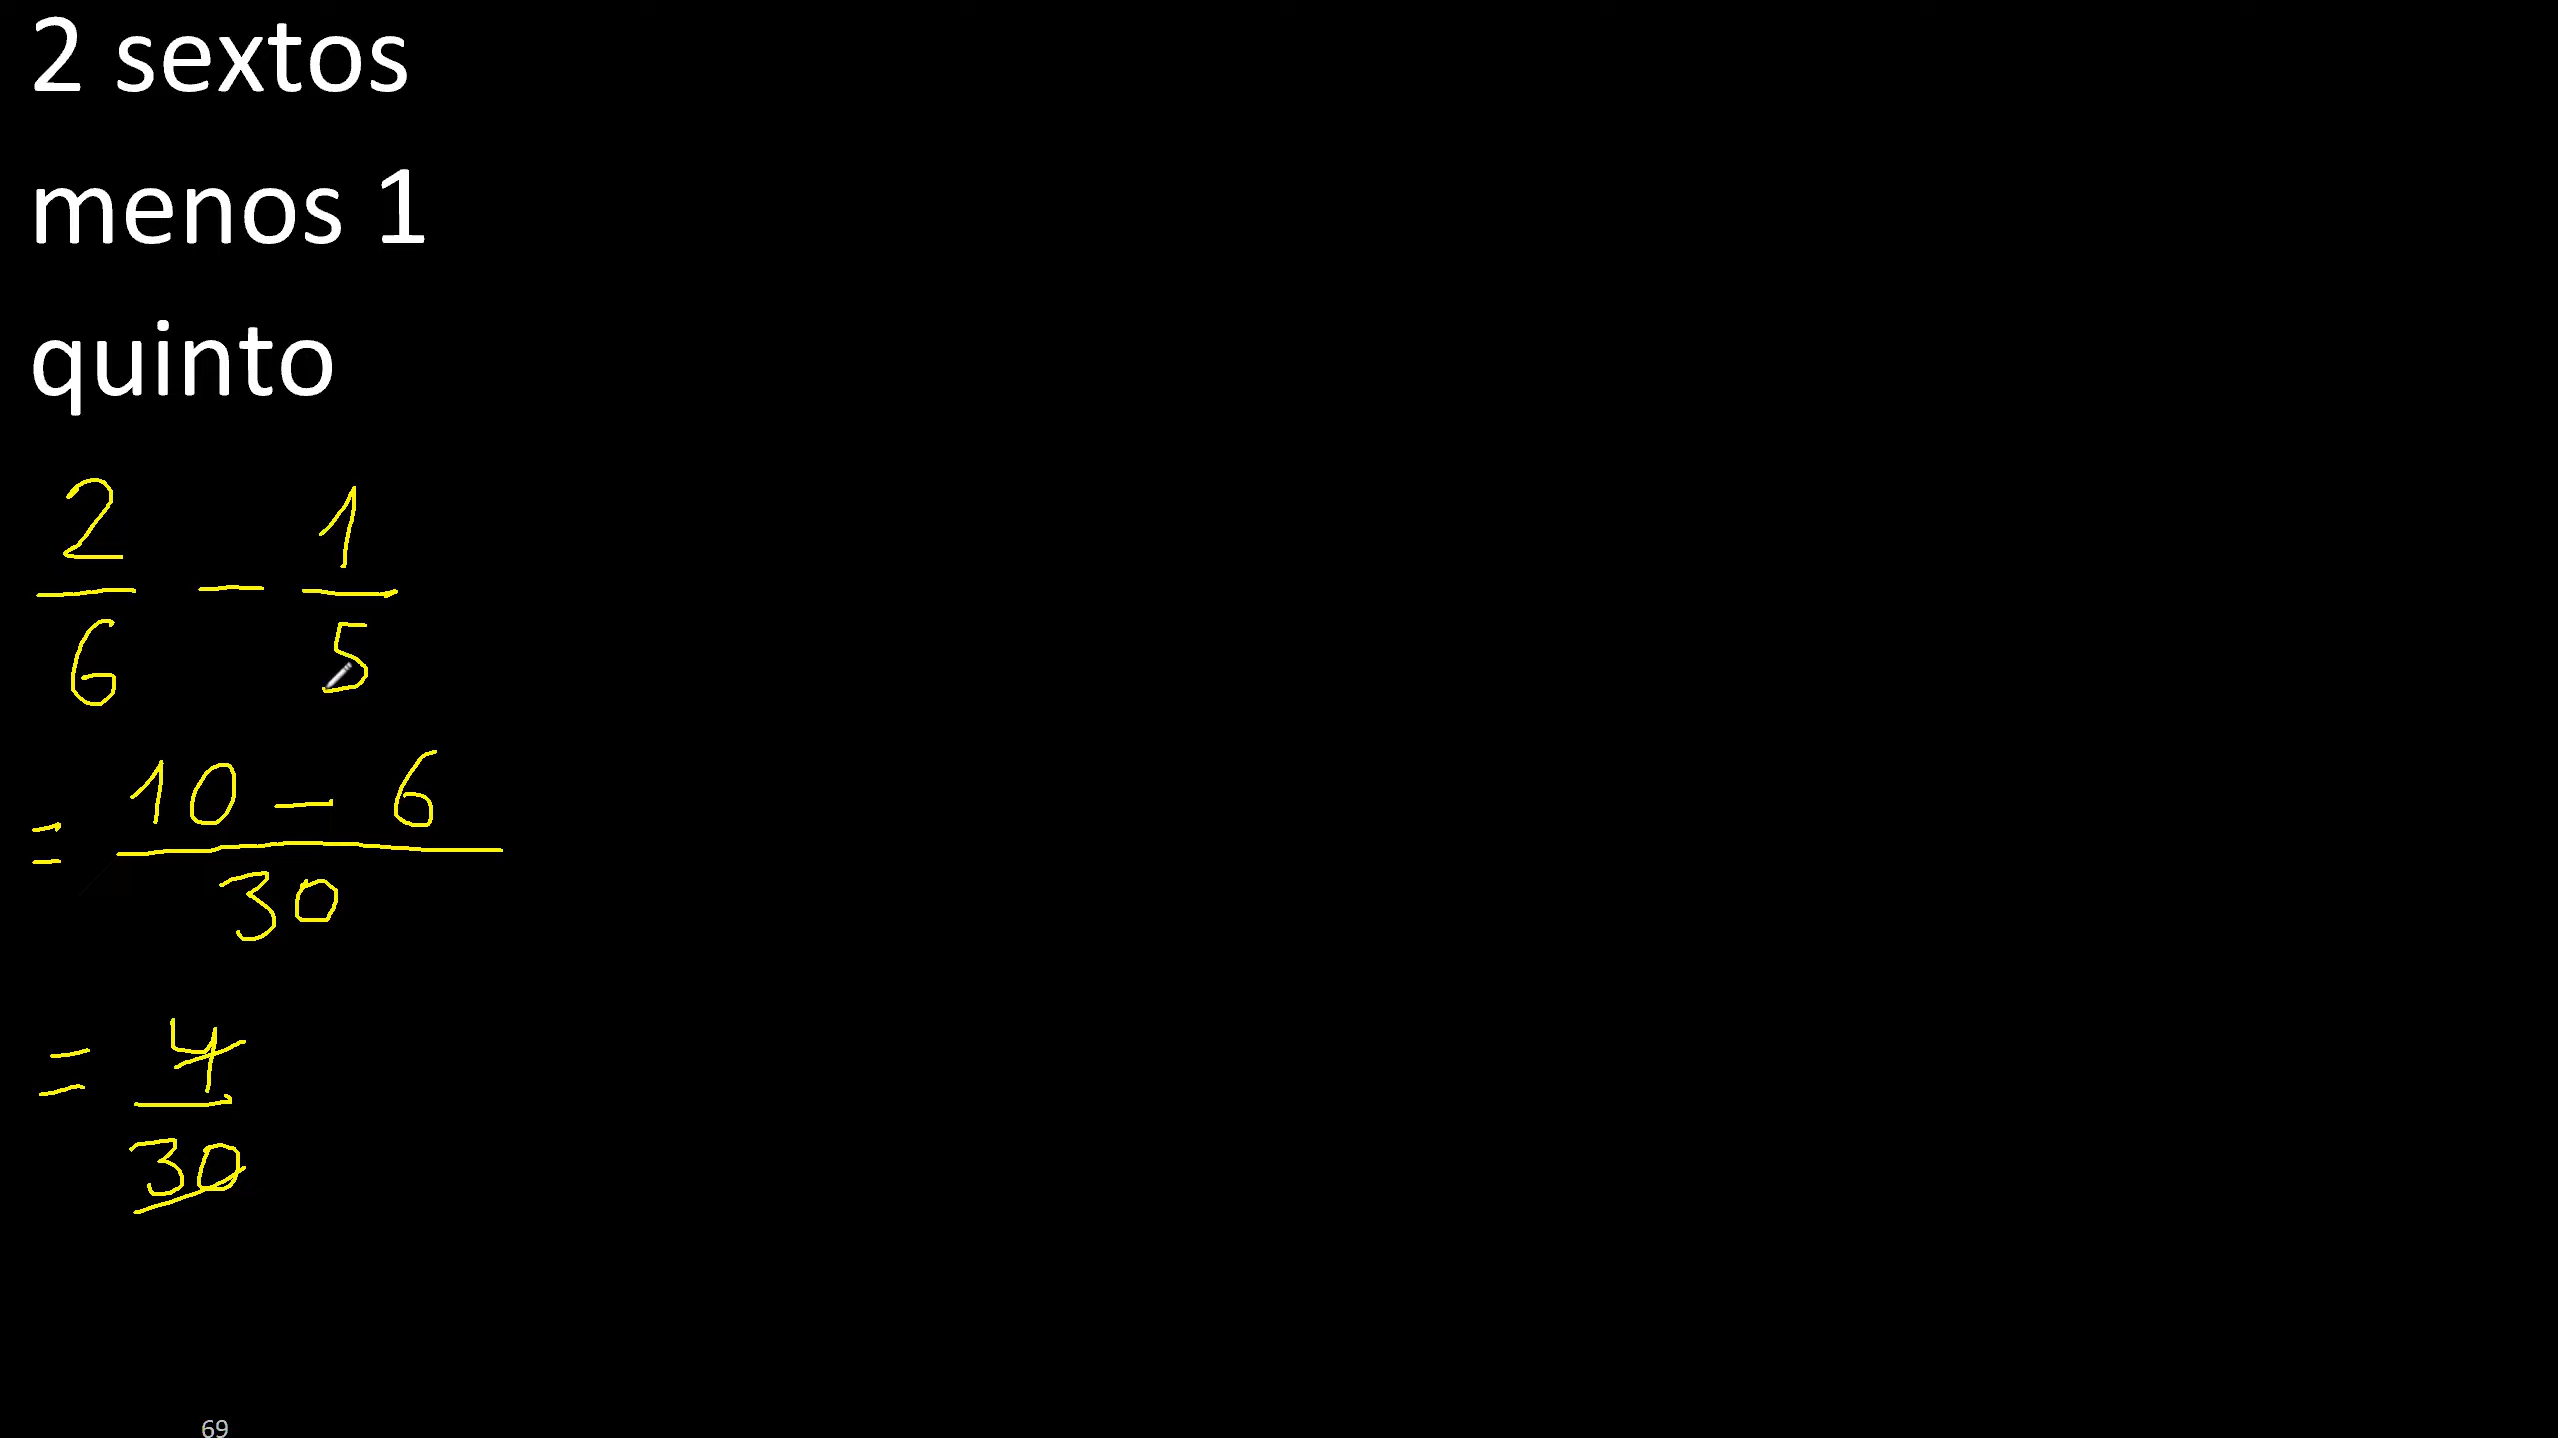 2 sextos
menos 1
quinto
2/6 - 1/5
= 10 - 6 / 30
= 4/30
69